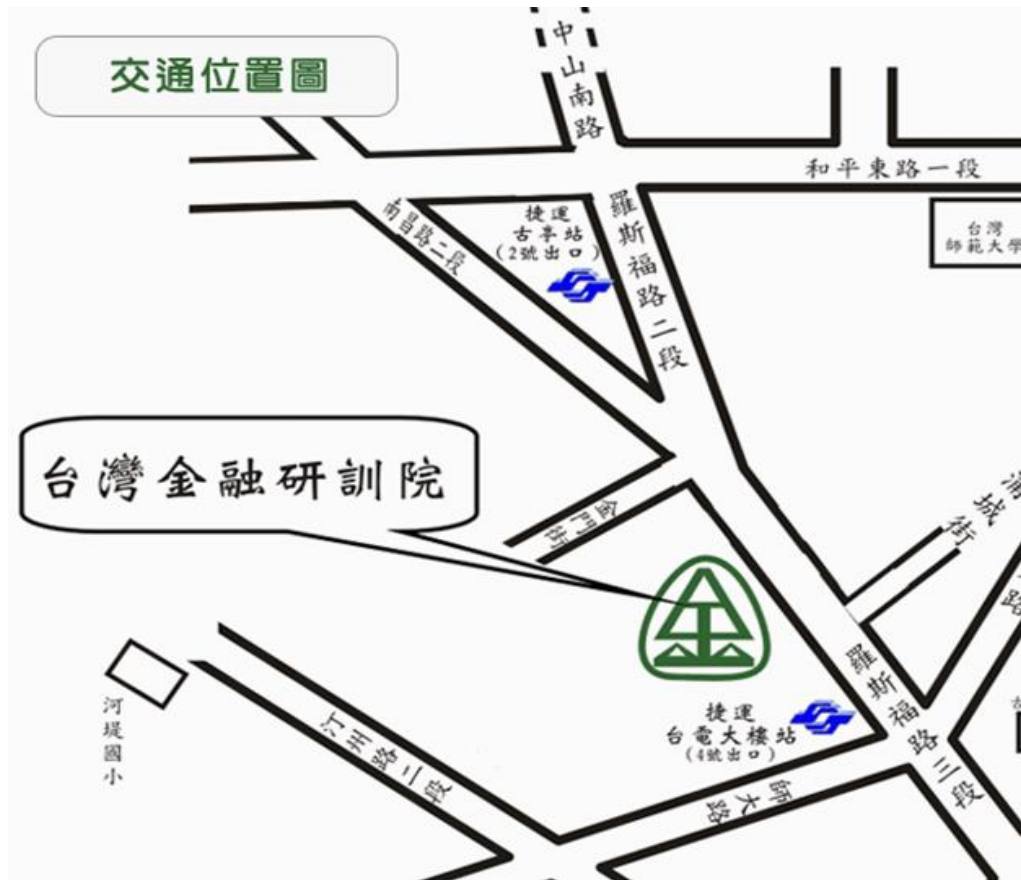 交通位置圖
中山南路
和平東路一段
台灣
師範大學
南昌路二段
捷運
古亭站
(2號出口)
羅斯福路二段
台灣金融研訓院
金門街
浦城街
路
羅斯福路三段
捷運
台電大樓站
(4號出口)
師大路
汀州路二段
河堤國小